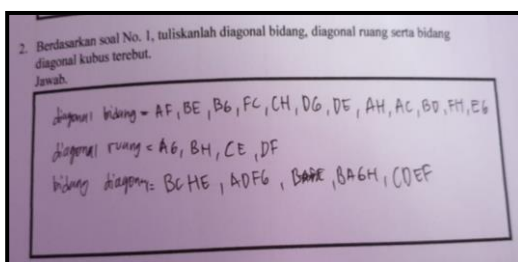 2. Berdasarkan soal No. 1, tuliskanlah diagonal bidang, diagonal ruang serta bidang
diagonal kubus terebut.
Jawab.
diagonal bidang = AF, BE, BG, FC, CH, DG, DE, AH, AC, BD, FH, EG
diagonal ruang = AG, BH, CE, DF
bidang diagonal = BCHE, ADFG, BAGH, CDEF